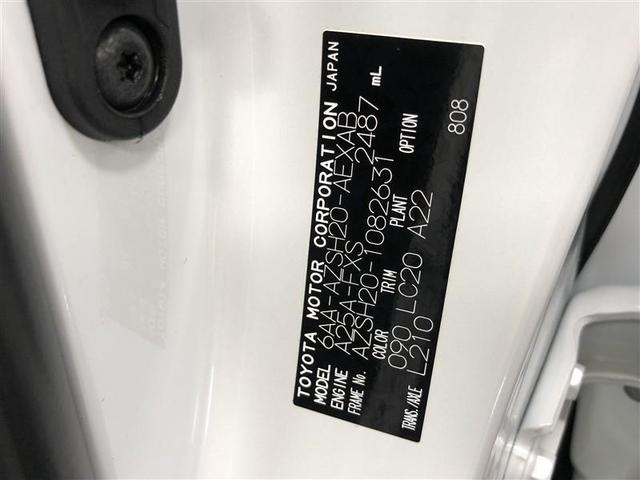 TOYOTA MOTOR CORPORATION JAPAN
MODEL 6AA-AZSH20-AEXAB
ENGINE A25A-FXS 2487 mL
FRAME No. AZSH20-1082631
COLOR TRIM PLANT OPTION
090 LC20 A22 808
TRANS./AXLE L210